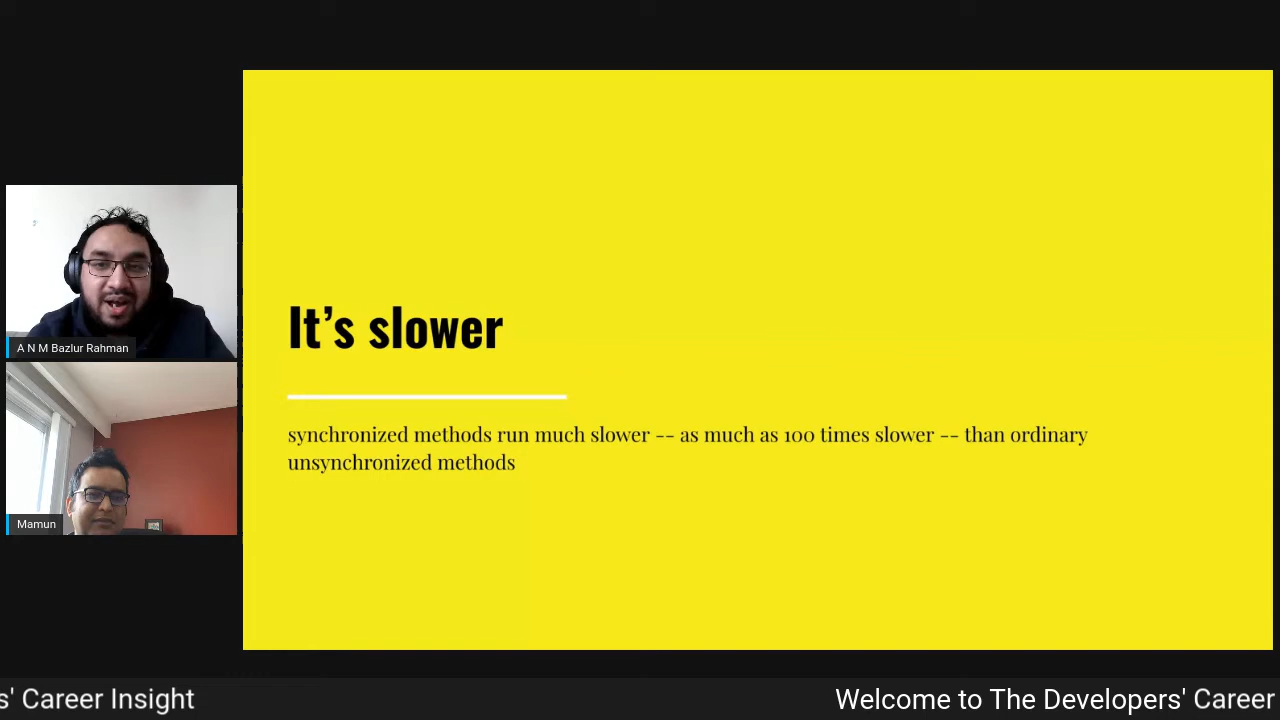 It’s slower
synchronized methods run much slower -- as much as 100 times slower -- than ordinary
unsynchronized methods
A N M Bazlur Rahman
Mamun
s' Career Insight
Welcome to The Developers' Career